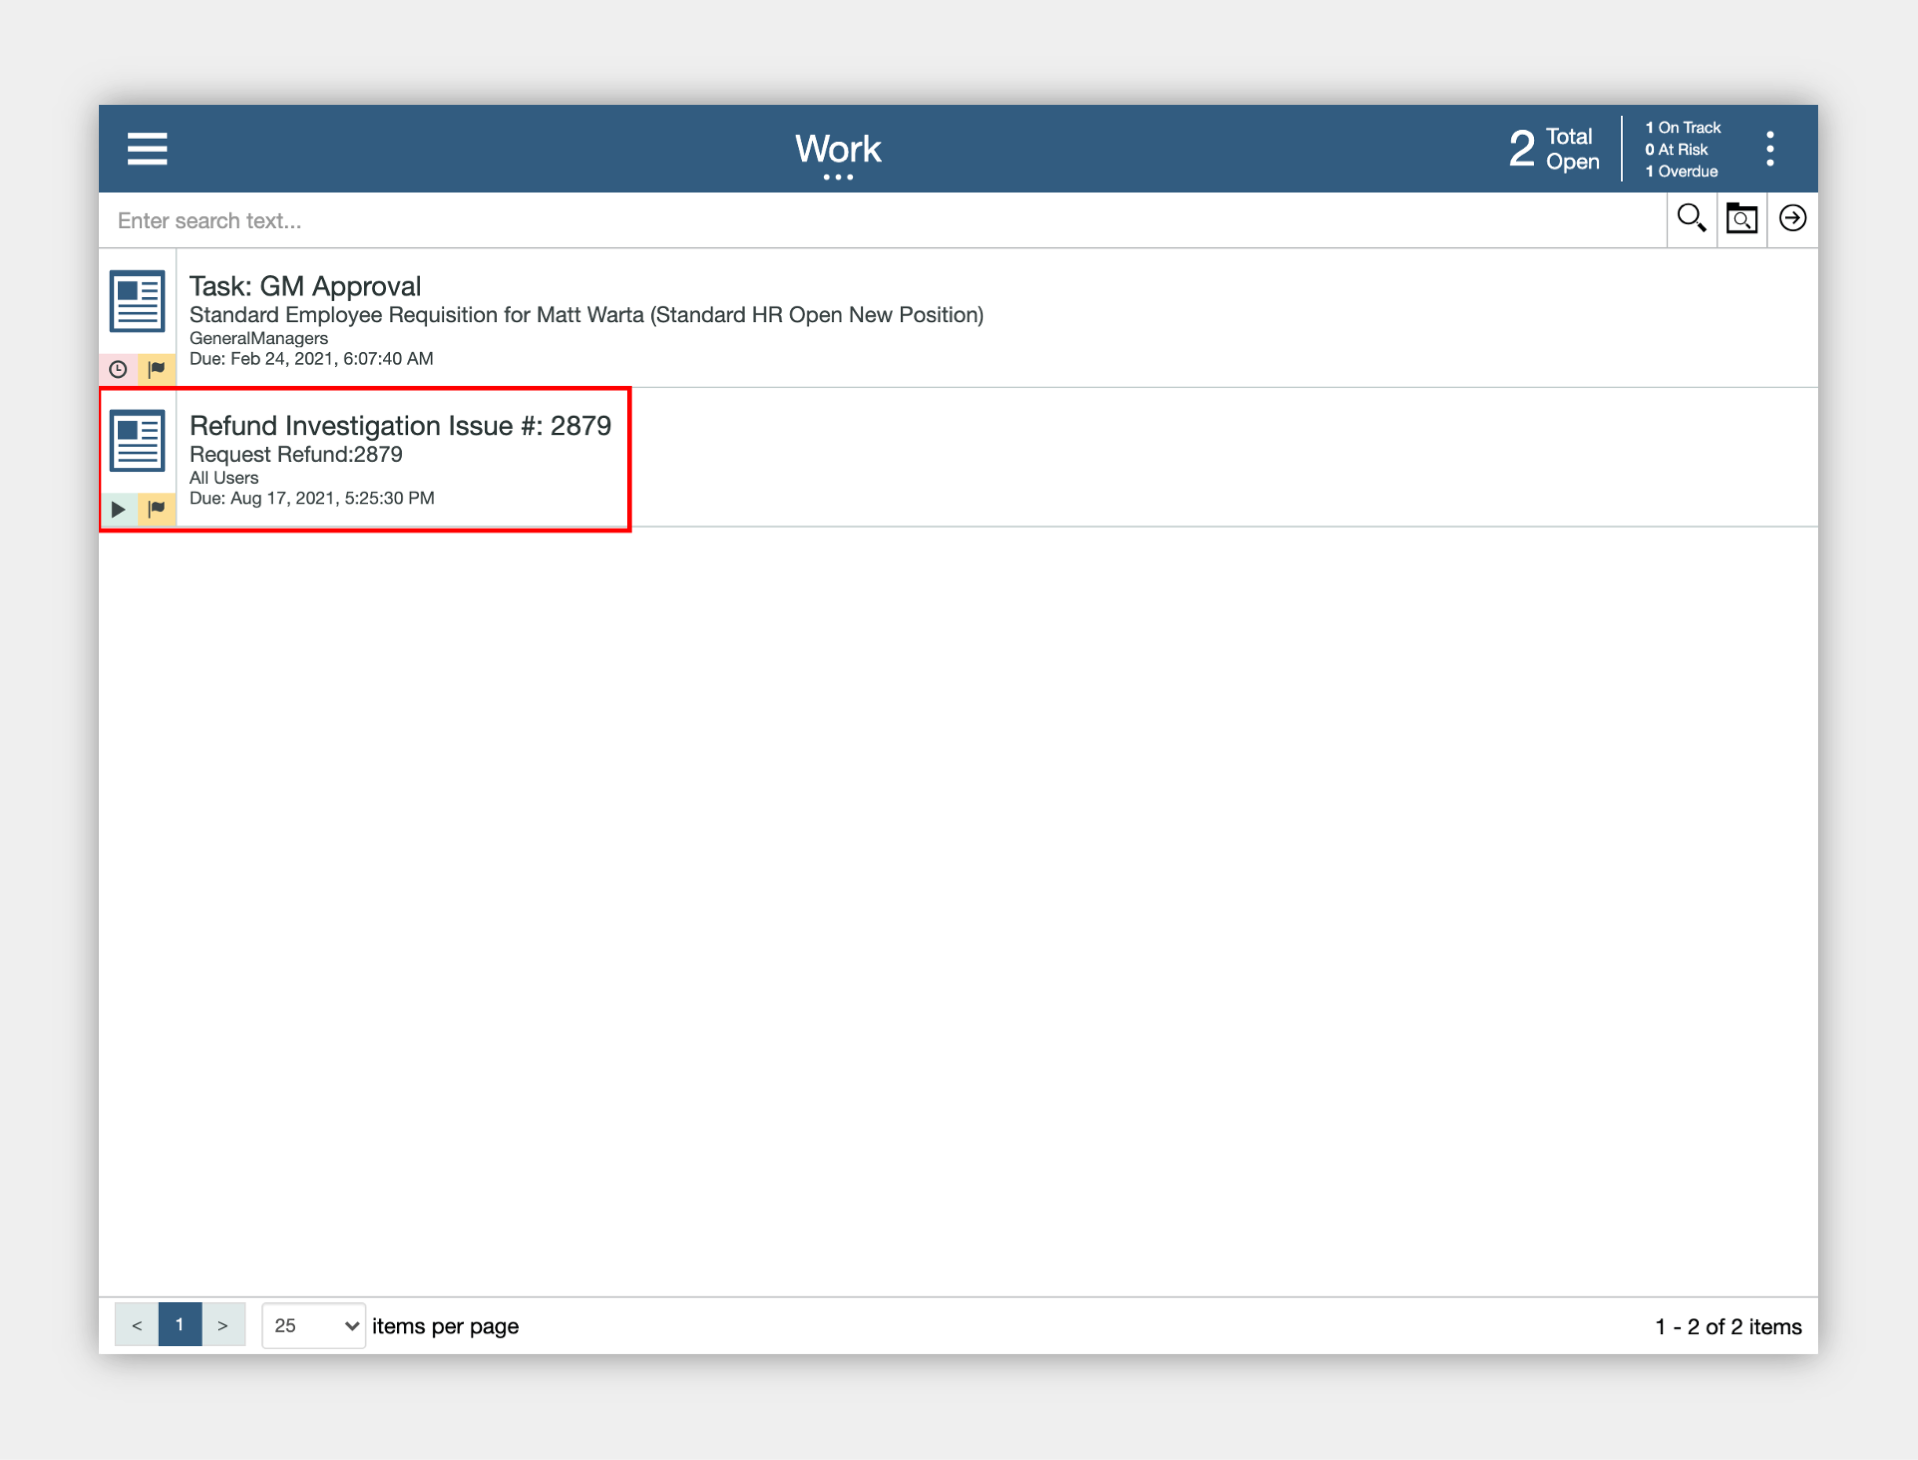 Work
2 Total Open
1 On Track
0 At Risk
1 Overdue
Enter search text...
Task: GM Approval
Standard Employee Requisition for Matt Warta (Standard HR Open New Position)
GeneralManagers
Due: Feb 24, 2021, 6:07:40 AM
Refund Investigation Issue #: 2879
Request Refund:2879
All Users
Due: Aug 17, 2021, 5:25:30 PM
< 1 > 25 items per page 1 - 2 of 2 items